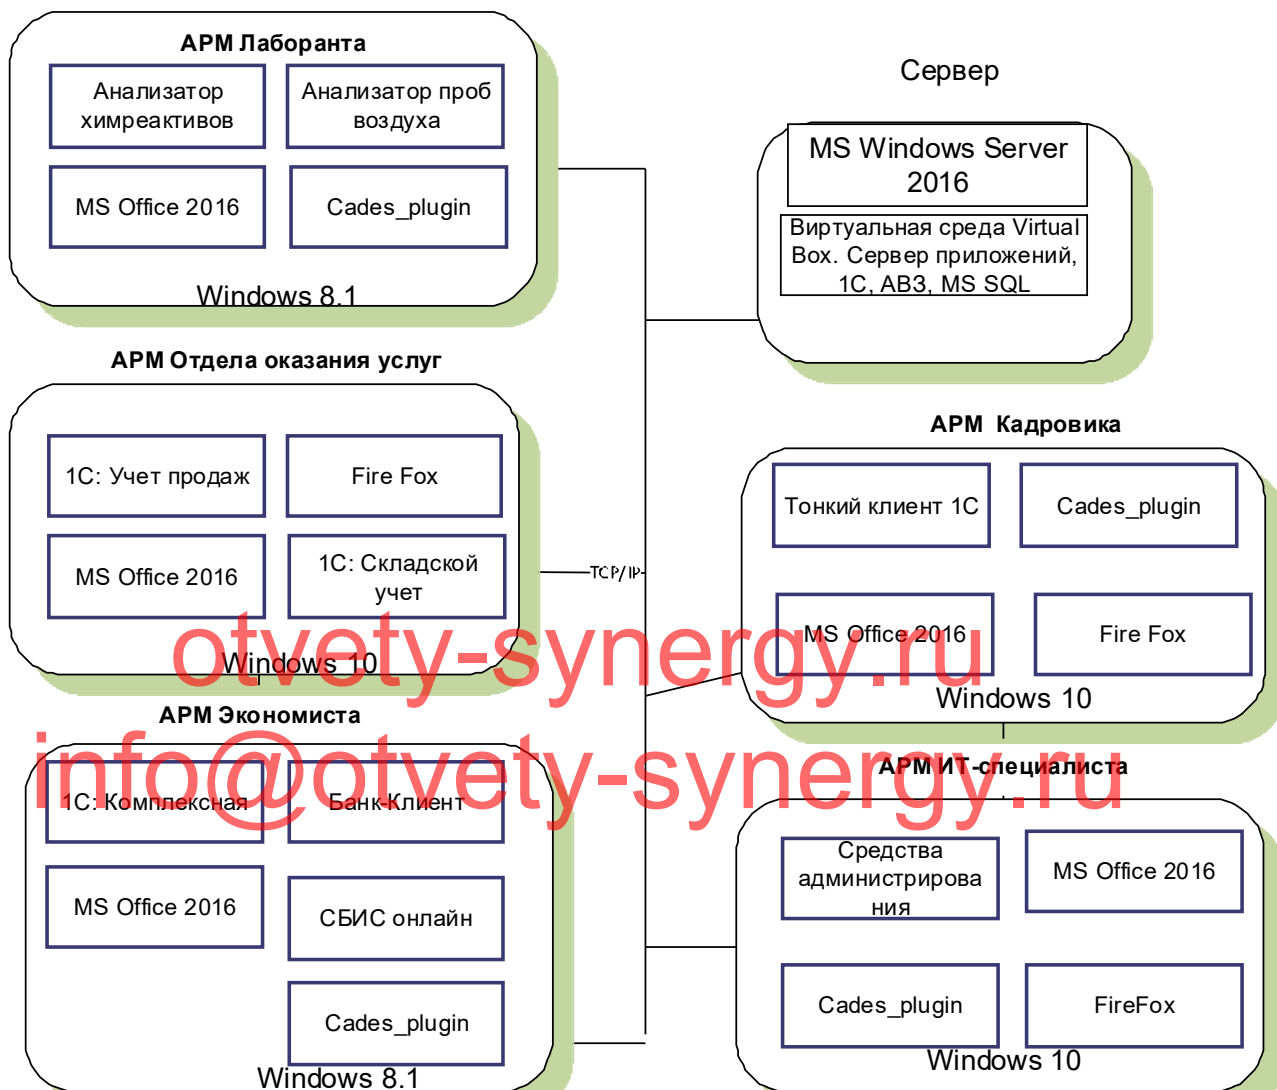 АРМ Лаборанта
Анализатор
химреактивов
Анализатор проб
воздуха
MS Office 2016
Cades_plugin
Windows 8.1
Сервер
MS Windows Server
2016
Виртуальная среда Virtual
Box. Сервер приложений,
1С, АВЗ, MS SQL
АРМ Отдела оказания услуг
1С: Учет продаж
Fire Fox
MS Office 2016
1С: Складской
учет
Windows 10
TCP/IP
АРМ Кадровика
Тонкий клиент 1С
Cades_plugin
MS Office 2016
Fire Fox
Windows 10
otvety-synergy.ru
info@otvety-synergy.ru
АРМ Экономиста
1С: Комплексная
Банк-Клиент
MS Office 2016
СБИС онлайн
Cades_plugin
Windows 8.1
АРМ ИТ-специалиста
Средства
администрирова
ния
MS Office 2016
Cades_plugin
FireFox
Windows 10